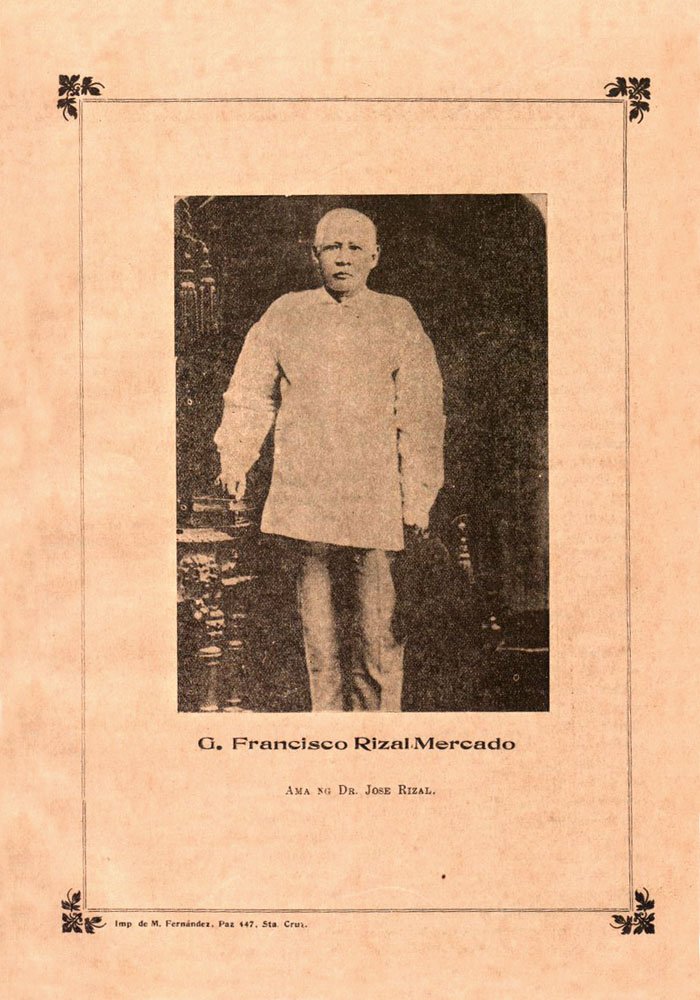 G. Francisco Rizal Mercado
AMA NG DR. JOSE RIZAL.
Imp. de M. Fernández, Paz 447, Sta. Cruz.